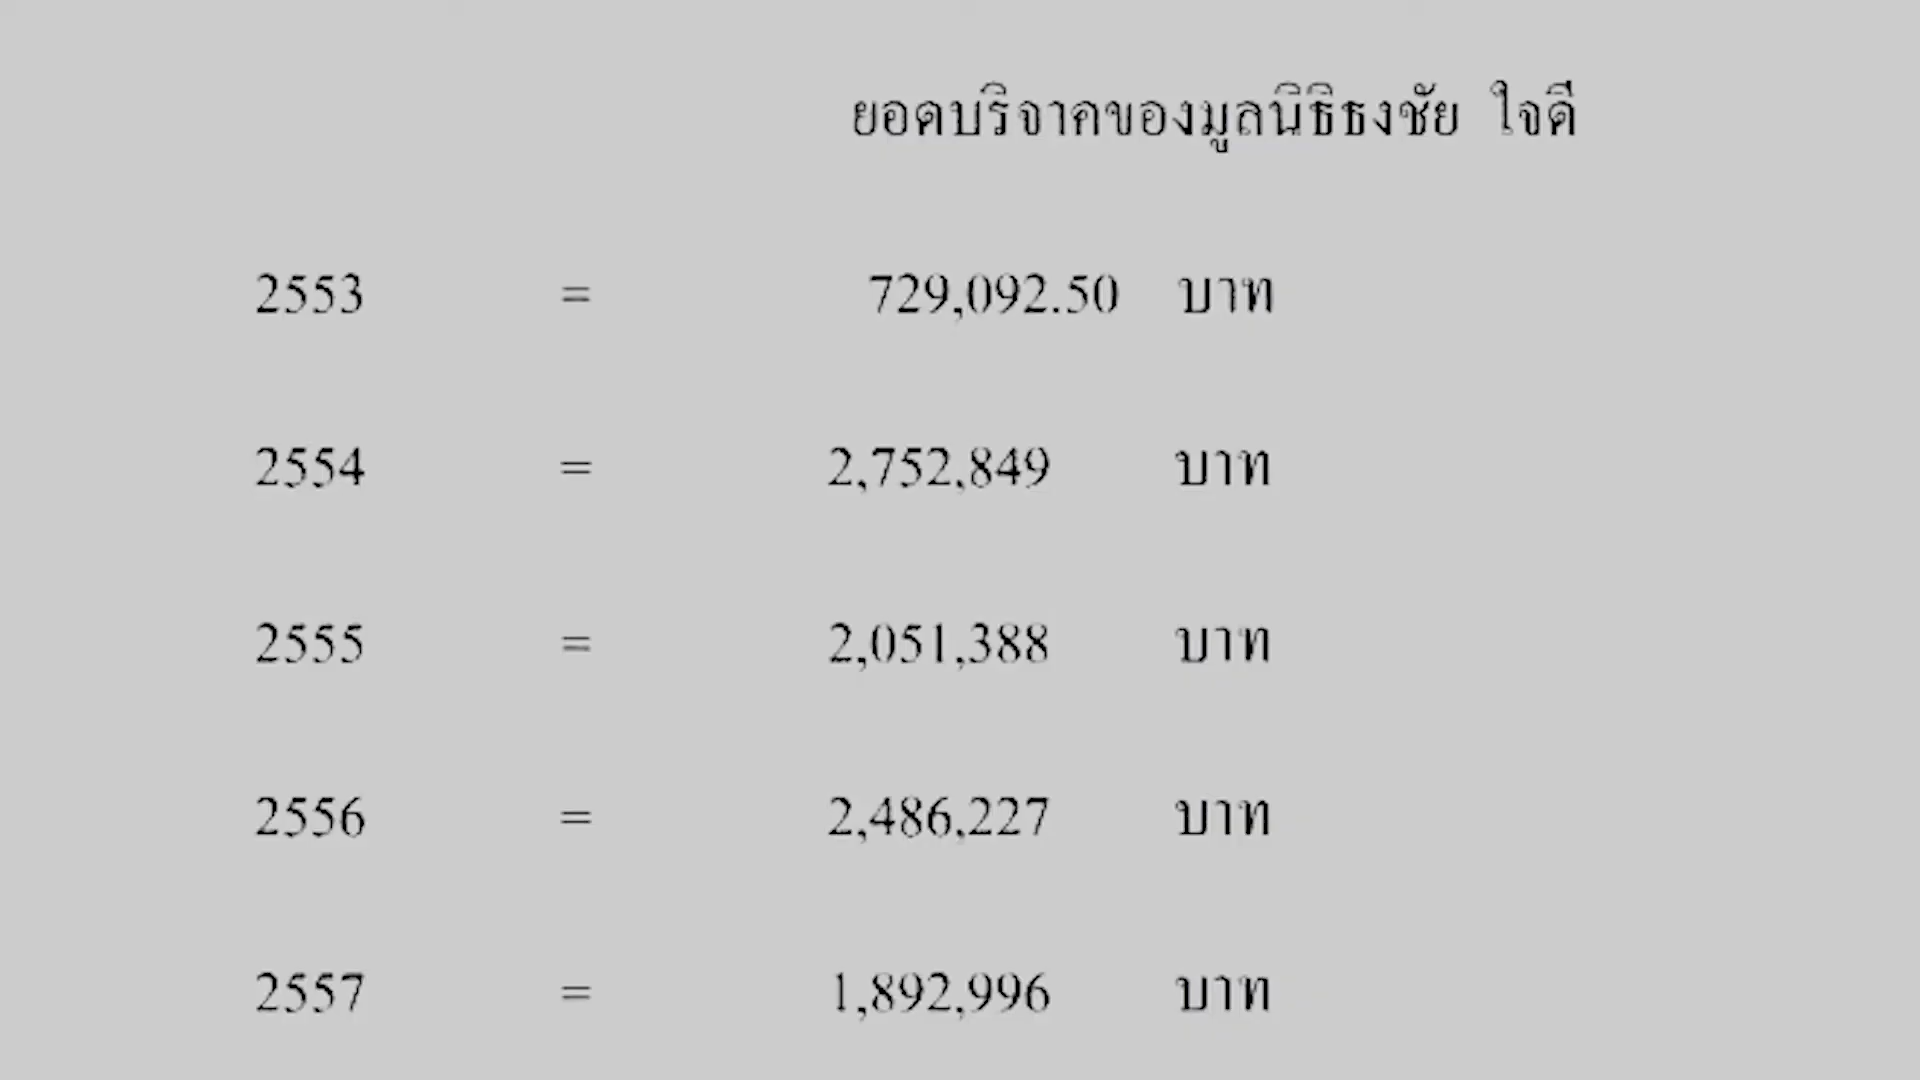 ยอดบริจาคของมูลนิธิธงชัย ใจดี
2553 = 729,092.50 บาท
2554 = 2,752,849 บาท
2555 = 2,051,388 บาท
2556 = 2,486,227 บาท
2557 = 1,892,996 บาท